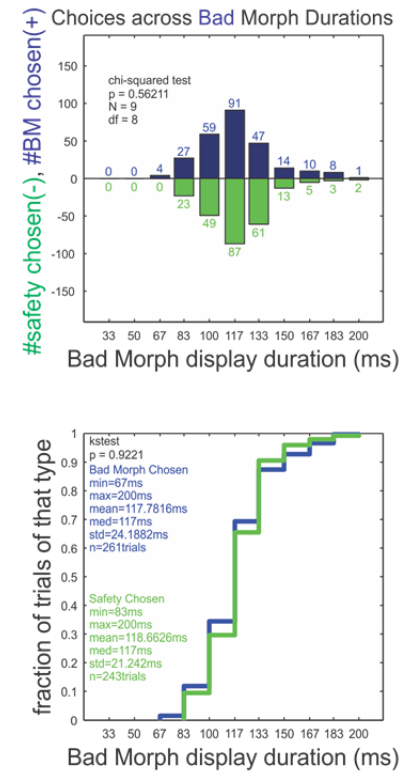 Choices across Bad Morph Durations
#safety chosen(-), #BM chosen(+)
chi-squared test
p = 0.56211
N = 9
df = 8
150
100
50
0
-50
-100
-150
0 0 4 27 59 91 47 14 10 8 1
0 0 0 23 49 87 61 13 5 3 2
33 50 67 83 100 117 133 150 167 183 200
Bad Morph display duration (ms)
fraction of trials of that type
1
0.9
0.8
0.7
0.6
0.5
0.4
0.3
0.2
0.1
0
kstest
p = 0.9221
Bad Morph Chosen
min=67ms
max=200ms
mean=117.7816ms
med=117ms
std=24.1882ms
n=261trials
Safety Chosen
min=83ms
max=200ms
mean=118.6626ms
med=117ms
std=21.242ms
n=243trials
33 50 67 83 100 117 133 150 167 183 200
Bad Morph display duration (ms)